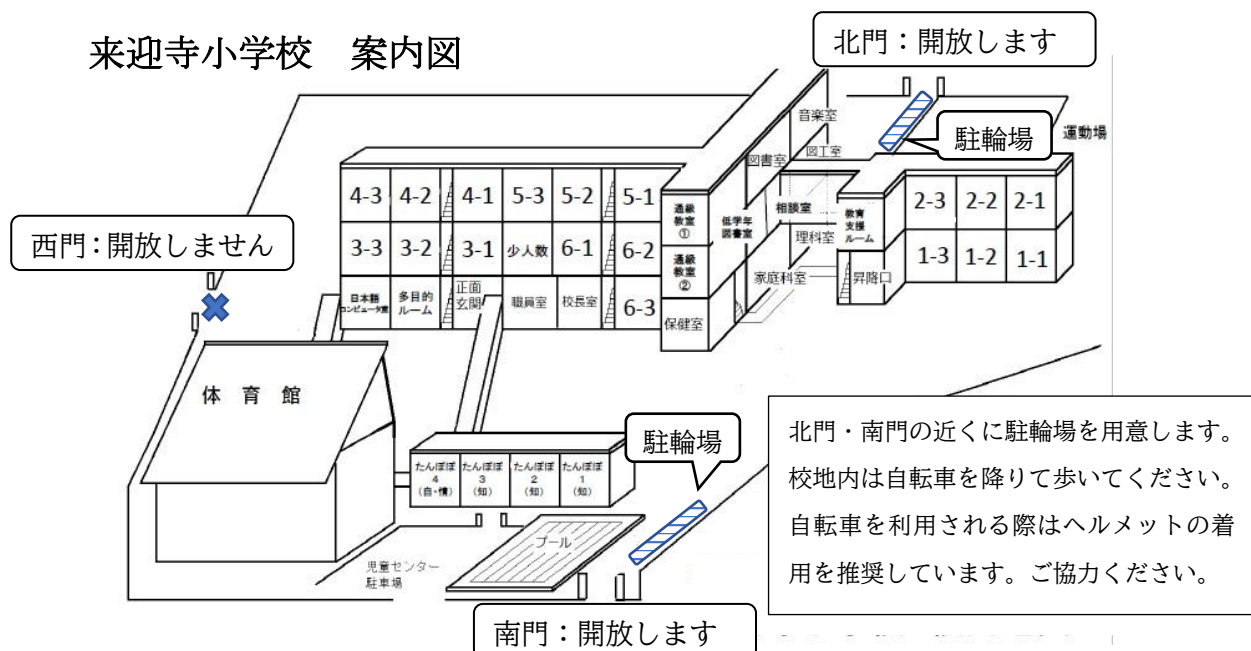 来迎寺小学校　案内図
北門：開放します
音楽室
運動場
駐輪場
図書室
図工室
4-3
4-2
4-1
5-3
5-2
5-1
通級
教室
①
低学年
図書室
相談室
教育
支援
ルーム
2-3
2-2
2-1
西門：開放しません
3-3
3-2
3-1
少人数
6-1
6-2
通級
教室
②
理科室
1-3
1-2
1-1
家庭科室
昇降口
日本語
コンピュータ室
多目的
ルーム
正面
玄関
職員室
校長室
6-3
保健室
体育館
駐輪場
たんぽぽ
4
(自・情)
たんぽぽ
3
(知)
たんぽぽ
2
(知)
たんぽぽ
1
(知)
北門・南門の近くに駐輪場を用意します。
校地内は自転車を降りて歩いてください。
自転車を利用される際はヘルメットの着
用を推奨しています。ご協力ください。
プール
児童センター
駐車場
南門：開放します